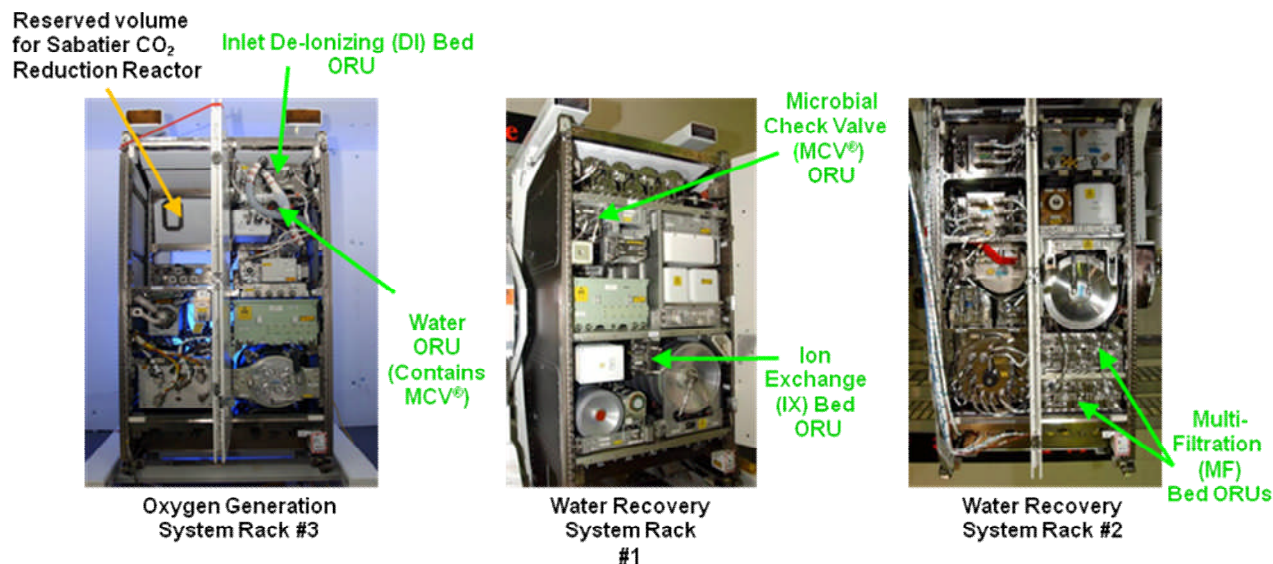 Reserved volume
for Sabatier CO₂
Reduction Reactor
Inlet De-Ionizing (DI) Bed
ORU
Water
ORU
(Contains
MCV®)
Oxygen Generation
System Rack #3
Microbial
Check Valve
(MCV®)
ORU
Ion
Exchange
(IX) Bed
ORU
Water Recovery
System Rack
#1
Multi-
Filtration
(MF)
Bed ORUs
Water Recovery
System Rack #2